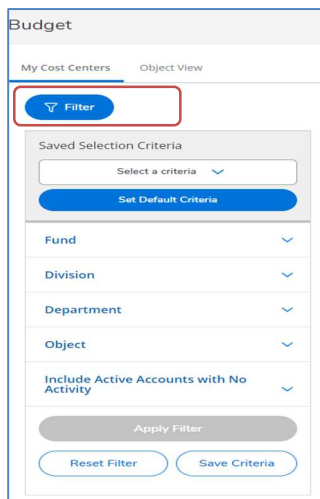 Budget
My Cost Centers Object View
Filter
Saved Selection Criteria
Select a criteria
Set Default Criteria
Fund
Division
Department
Object
Include Active Accounts with No
Activity
Apply Filter
Reset Filter Save Criteria